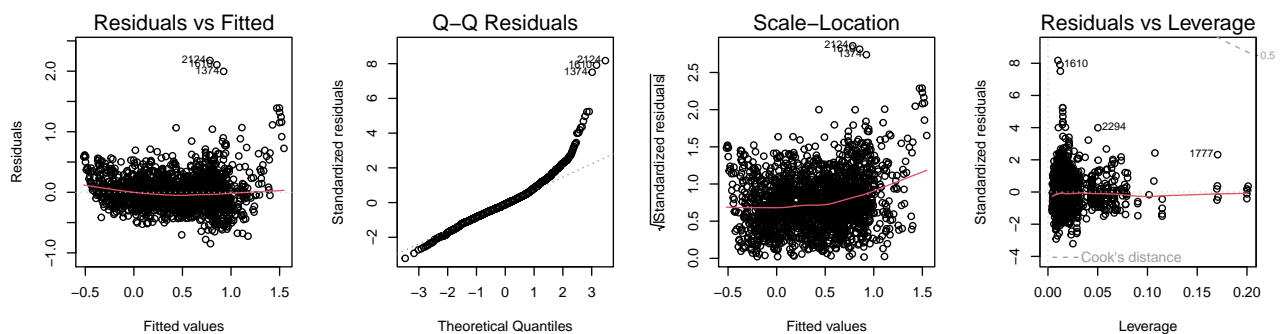 Residuals vs Fitted
Residuals
2.0
1.0
0.0
−1.0
2124
1610
1374
−0.5 0.0 0.5 1.0 1.5
Fitted values
Q−Q Residuals
Standardized residuals
8
6
4
2
0
−2
2124
1610
1374
−3 −2 −1 0 1 2 3
Theoretical Quantiles
Scale−Location
√|Standardized residuals|
2.5
2.0
1.5
1.0
0.5
0.0
2124
1610
1374
−0.5 0.0 0.5 1.0 1.5
Fitted values
Residuals vs Leverage
Standardized residuals
8
6
4
2
0
−2
−4
1610
2294
1777
0.5
Cook's distance
0.00 0.05 0.10 0.15 0.20
Leverage